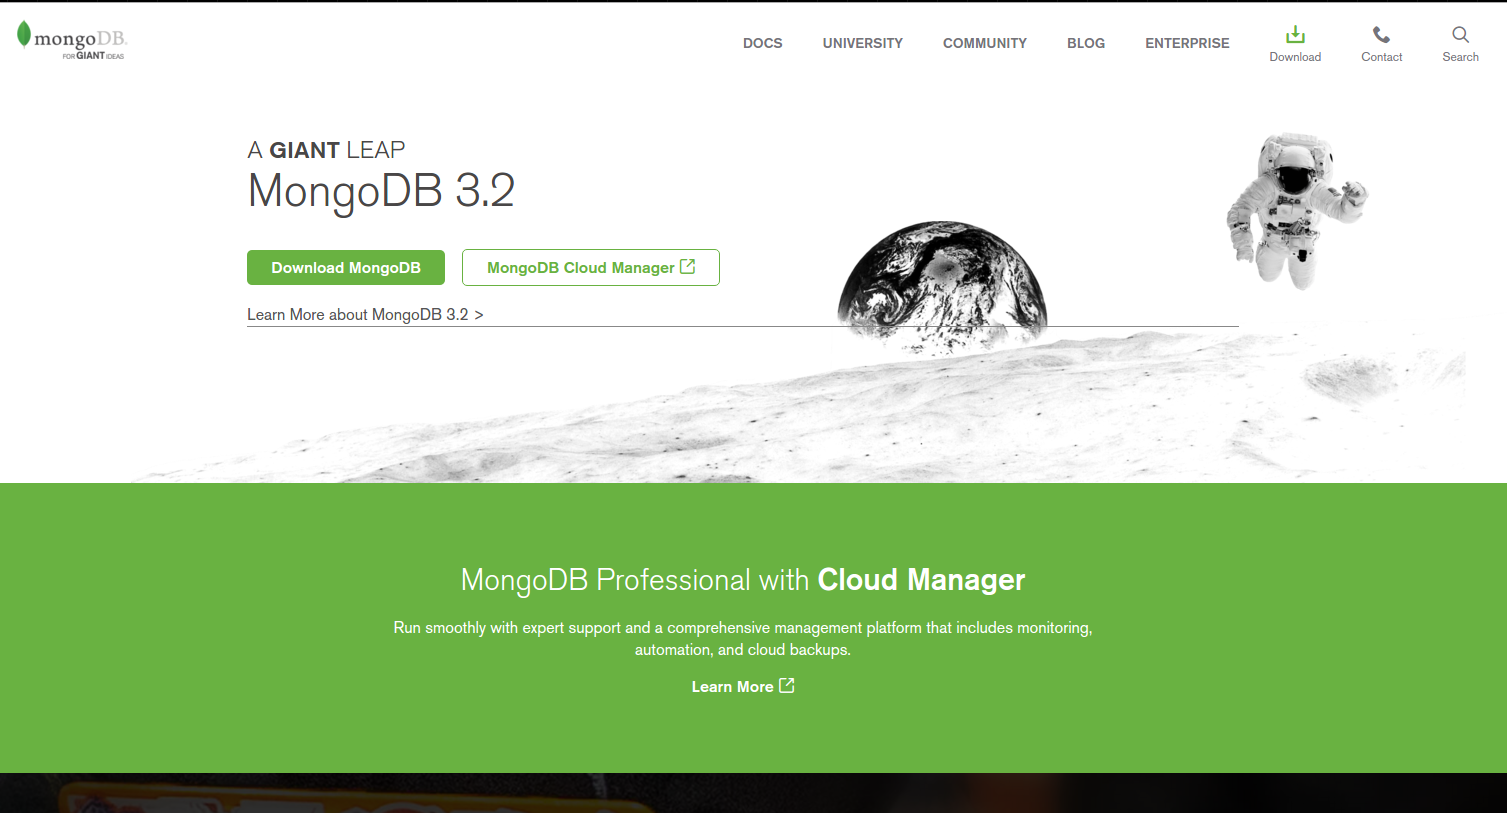 mongoDB.
FOR GIANT IDEAS
DOCS UNIVERSITY COMMUNITY BLOG ENTERPRISE Download Contact Search
A GIANT LEAP
MongoDB 3.2
Download MongoDB MongoDB Cloud Manager
Learn More about MongoDB 3.2 >
MongoDB Professional with Cloud Manager
Run smoothly with expert support and a comprehensive management platform that includes monitoring,
automation, and cloud backups.
Learn More